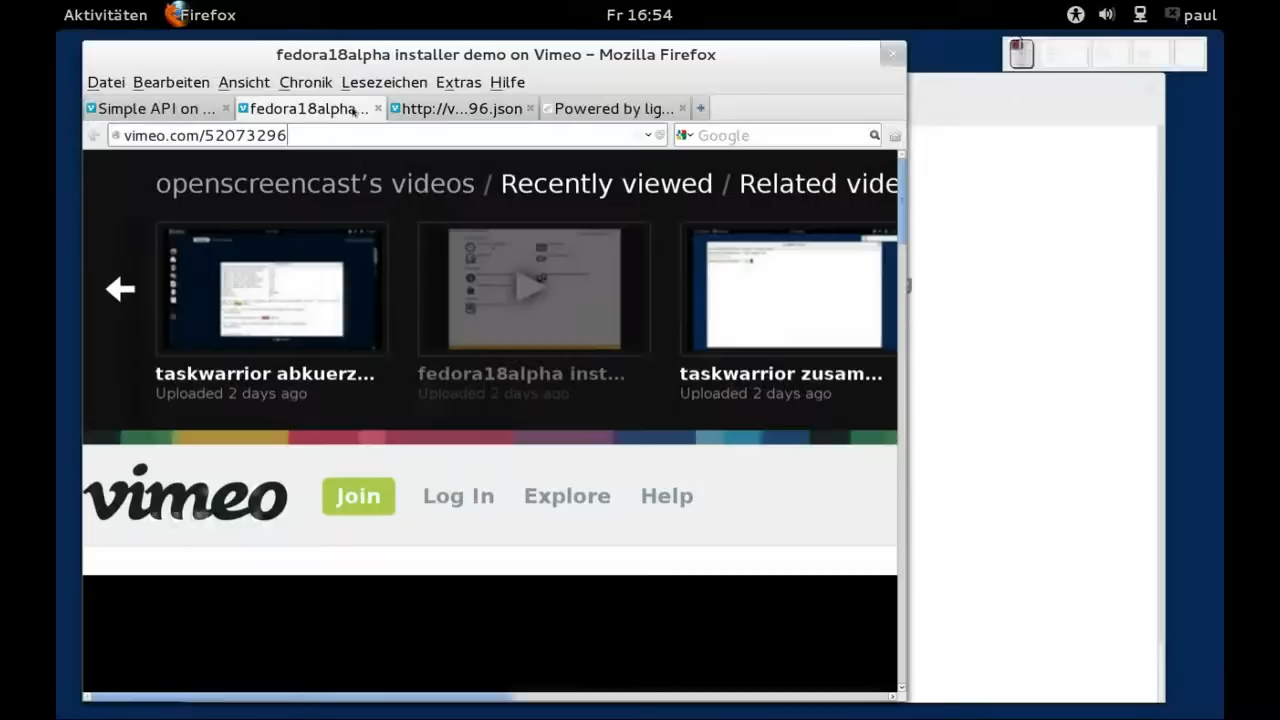 Aktivitäten Firefox Fr 16:54 paul
fedora18alpha installer demo on Vimeo – Mozilla Firefox
Datei Bearbeiten Ansicht Chronik Lesezeichen Extras Hilfe
Simple API on ... fedora18alpha... http://v...96.json Powered by lig...
vimeo.com/52073296 Google
openscreencast’s videos / Recently viewed / Related vide
taskwarrior abkuerz... fedora18alpha inst... taskwarrior zusam...
Uploaded 2 days ago Uploaded 2 days ago Uploaded 2 days ago
vimeo Join Log In Explore Help